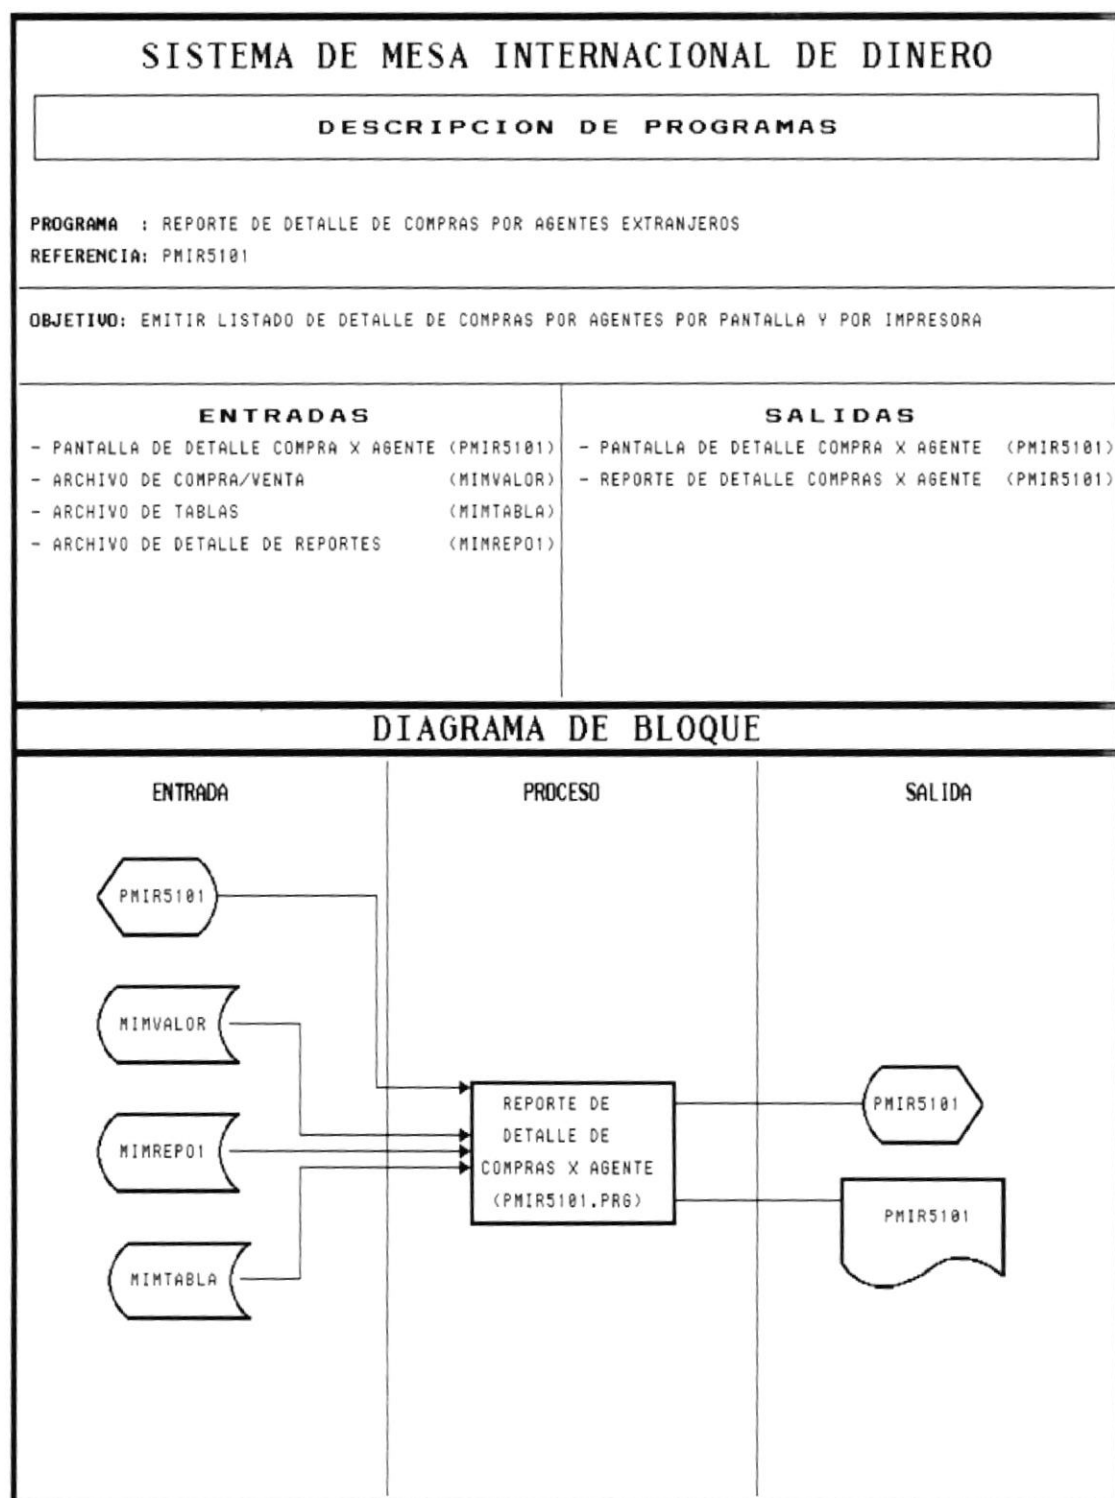 SISTEMA DE MESA INTERNACIONAL DE DINERO
DESCRIPCION DE PROGRAMAS
PROGRAMA : REPORTE DE DETALLE DE COMPRAS POR AGENTES EXTRANJEROS
REFERENCIA: PMIR5101
OBJETIVO: EMITIR LISTADO DE DETALLE DE COMPRAS POR AGENTES POR PANTALLA Y POR IMPRESORA
ENTRADAS
- PANTALLA DE DETALLE COMPRA X AGENTE (PMIR5101)
- ARCHIVO DE COMPRA/VENTA (MIMVALOR)
- ARCHIVO DE TABLAS (MIMTABLA)
- ARCHIVO DE DETALLE DE REPORTES (MIMREPO1)
SALIDAS
- PANTALLA DE DETALLE COMPRA X AGENTE (PMIR5101)
- REPORTE DE DETALLE COMPRAS X AGENTE (PMIR5101)
DIAGRAMA DE BLOQUE
ENTRADA
PMIR5101
MIMVALOR
MIMREPO1
MIMTABLA
PROCESO
REPORTE DE
DETALLE DE
COMPRAS X AGENTE
(PMIR5101.PRG)
SALIDA
PMIR5101
PMIR5101